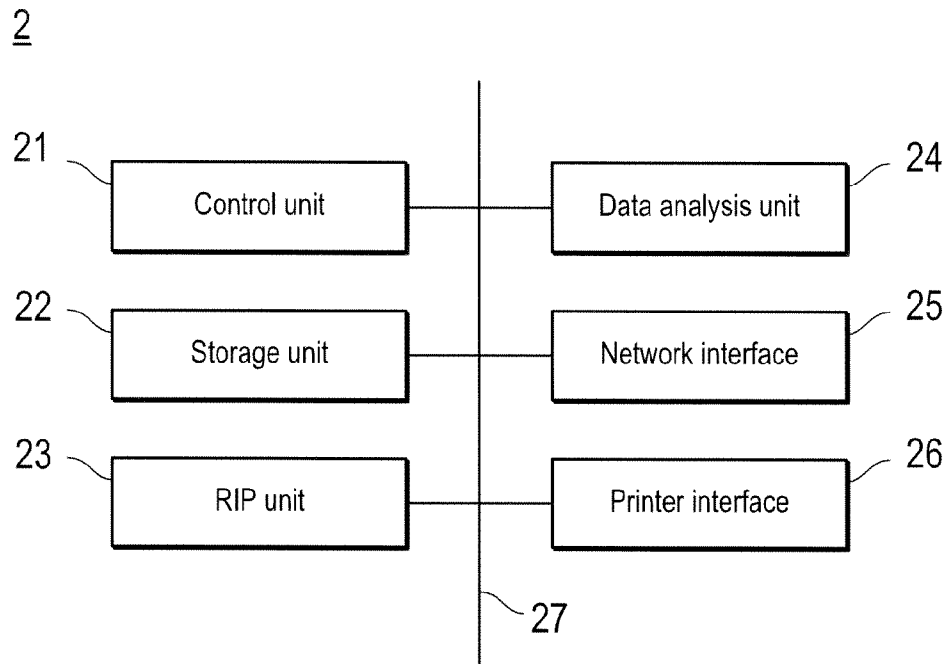 2
21
Control unit
24
Data analysis unit
22
Storage unit
25
Network interface
23
RIP unit
26
Printer interface
27